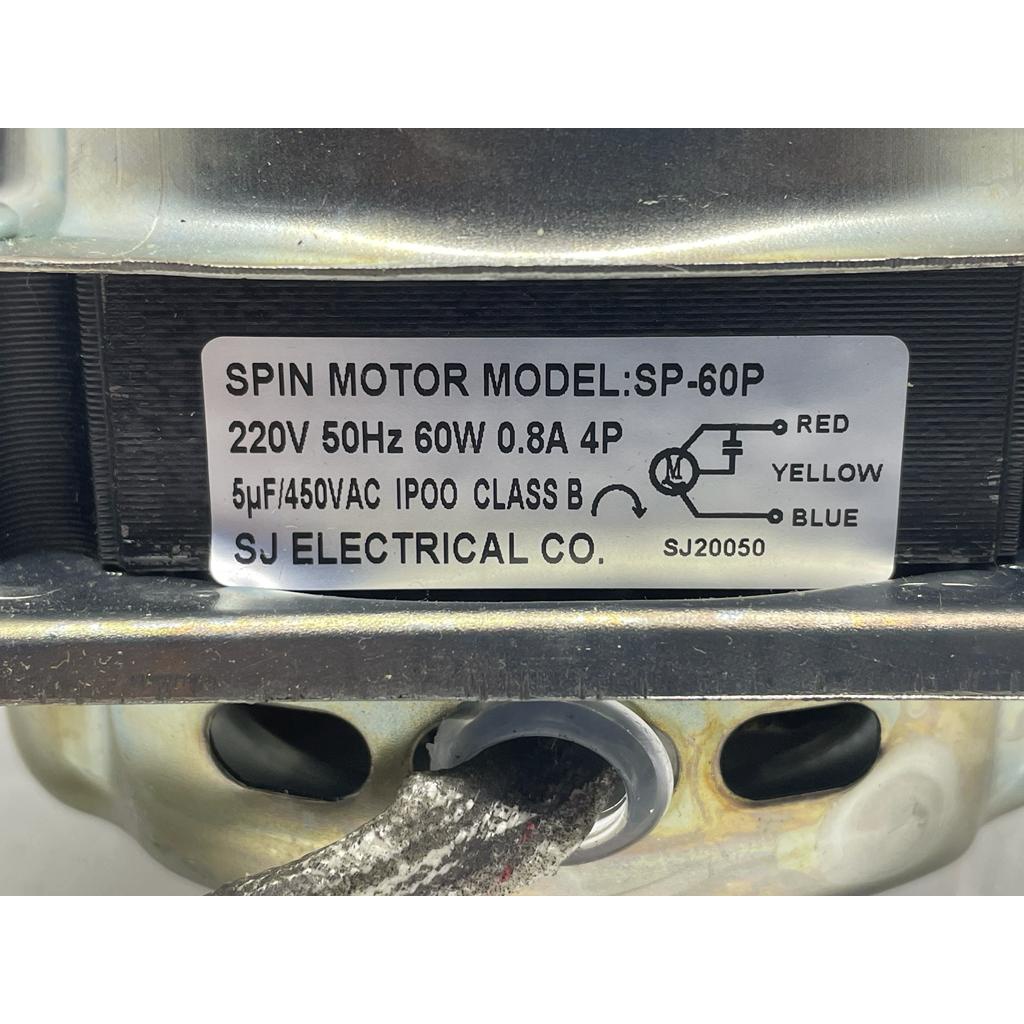 SPIN MOTOR MODEL:SP-60P
220V 50Hz 60W 0.8A 4P
5µF/450VAC IP00 CLASS B
SJ ELECTRICAL CO.
M
RED
YELLOW
BLUE
SJ20050